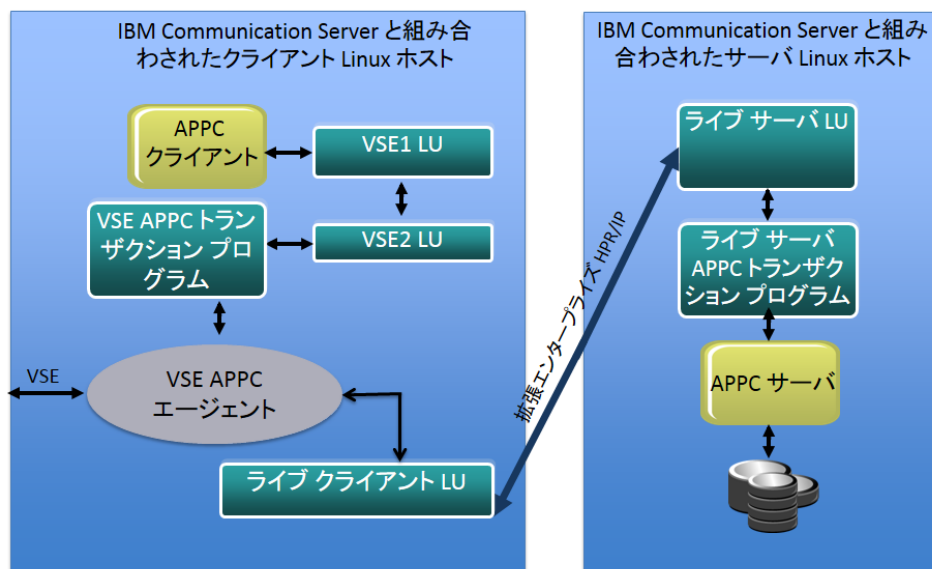 IBM Communication Server と組み合
わされたクライアント Linux ホスト
APPC
クライアント
VSE1 LU
VSE APPC トラン
ザクション プロ
グラム
VSE2 LU
VSE
VSE APPC
エージェント
ライブ クライアント LU
拡張エンタープライズ HPR/IP
IBM Communication Server と組み
合わされたサーバ Linux ホスト
ライブ サーバ LU
ライブ サーバ
APPC トランザク
ション プログラム
APPC サーバ